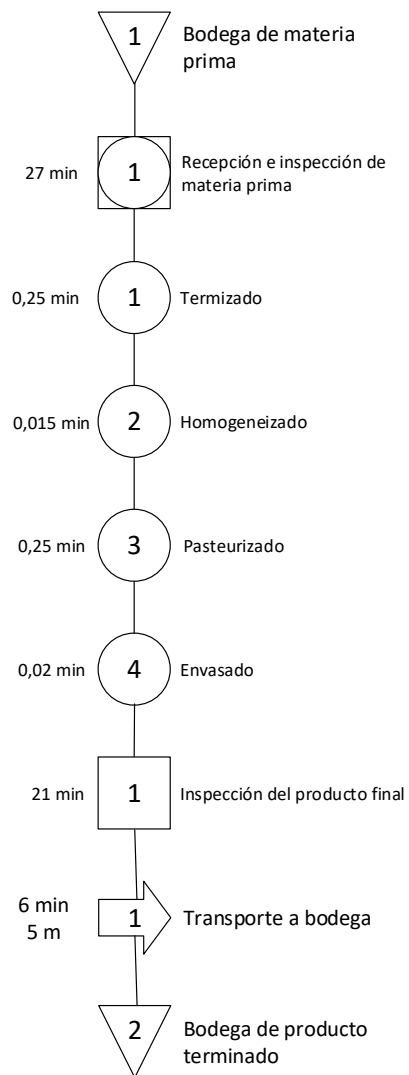 1
Bodega de materia
prima
27 min
1
Recepción e inspección de
materia prima
0,25 min
1
Termizado
0,015 min
2
Homogeneizado
0,25 min
3
Pasteurizado
0,02 min
4
Envasado
21 min
1
Inspección del producto final
6 min
5 m
1
Transporte a bodega
2
Bodega de producto
terminado